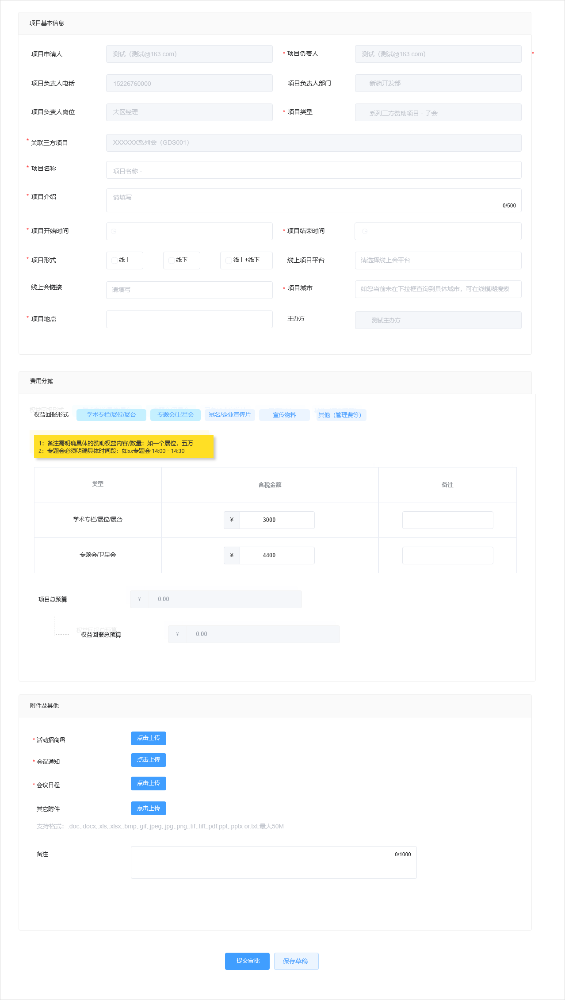 项目基本信息
项目申请人 测试（测试@163.com） * 项目负责人 测试（测试@163.com） *
项目负责人电话 15226760000 项目负责人部门 新药开发部
项目负责人岗位 大区经理 * 项目类型 系列三方赞助项目 - 子会
* 关联三方项目 XXXXXX系列会（GDS001）
* 项目名称 项目名称 -
* 项目介绍 请填写
0/500
* 项目开始时间 * 项目结束时间
* 项目形式 线上 线下 线上+线下 线上项目平台 请选择线上会平台
线上会链接 请填写 * 项目城市 如您当前未在下拉框查询到具体城市，可在线模糊搜索
* 项目地点 主办方 测试主办方
费用分摊
权益回报形式
权益回报形式 学术专栏/展位/展台 专题会/卫星会 冠名/企业宣传片 宣传物料 其他（管理费等）
1：备注需明确具体的赞助权益内容/数量：如一个展位，五万
2：专题会必须明确具体时间段：如xx专题会 14:00 - 14:30
类型 含税金额 备注
学术专栏/展位/展台 ¥ 3000
专题会/卫星会 ¥ 4400
项目总预算 ¥ 0.00
权益回报总预算
权益回报总预算 ¥ 0.00
附件及其他
* 活动招商函 点击上传
* 会议通知 点击上传
* 会议日程 点击上传
其它附件 点击上传
支持格式：.doc,.docx,.xls,.xlsx,.bmp,.gif,.jpeg,.jpg,.png,.tif,.tiff,.pdf.ppt,.pptx or.txt.最大50M
备注 0/1000
提交审批 保存草稿